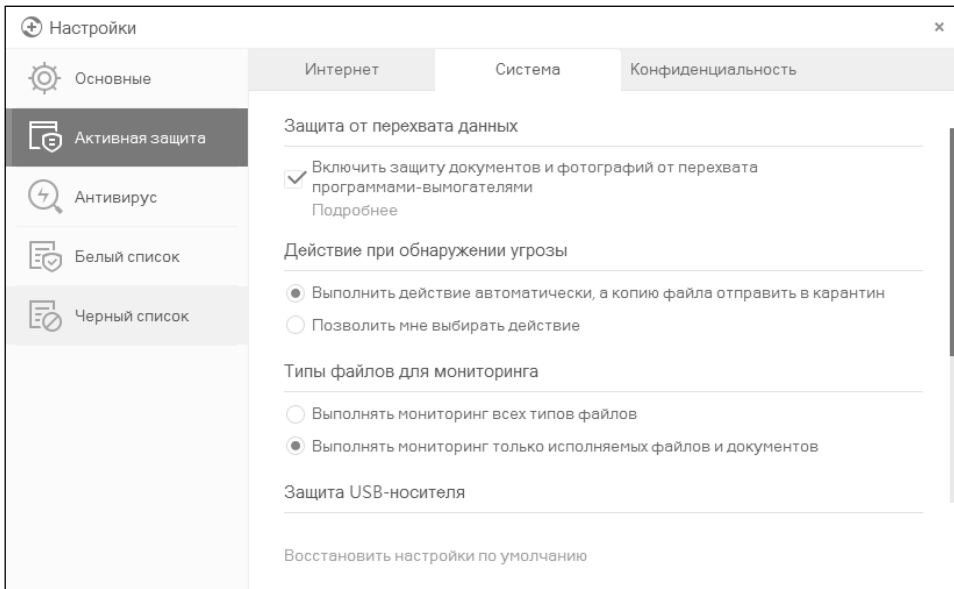 Настройки
Основные
Активная защита
Антивирус
Белый список
Черный список
Интернет
Система
Конфиденциальность
Защита от перехвата данных
Включить защиту документов и фотографий от перехвата
программами-вымогателями
Подробнее
Действие при обнаружении угрозы
Выполнить действие автоматически, а копию файла отправить в карантин
Позволить мне выбирать действие
Типы файлов для мониторинга
Выполнять мониторинг всех типов файлов
Выполнять мониторинг только исполняемых файлов и документов
Защита USB-носителя
Восстановить настройки по умолчанию